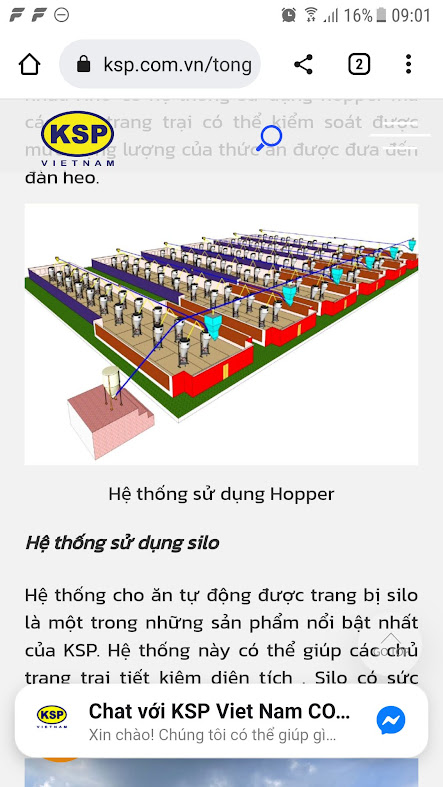 16% 09:01
ksp.com.vn/tong
2
KSP
VIETNAM
trang trại có thể kiểm soát được
lượng của thức ăn được đưa đến
đàn heo.
Hệ thống sử dụng Hopper
Hệ thống sử dụng silo
Hệ thống cho ăn tự động được trang bị silo
là một trong những sản phẩm nổi bật nhất
của KSP. Hệ thống này có thể giúp các chủ
GO TOP
trang trại tiết kiệm diện tích . Silo có sức
KSP
VIETNAM
Chat với KSP Viet Nam CO...
Xin chào! Chúng tôi có thể giúp gì...